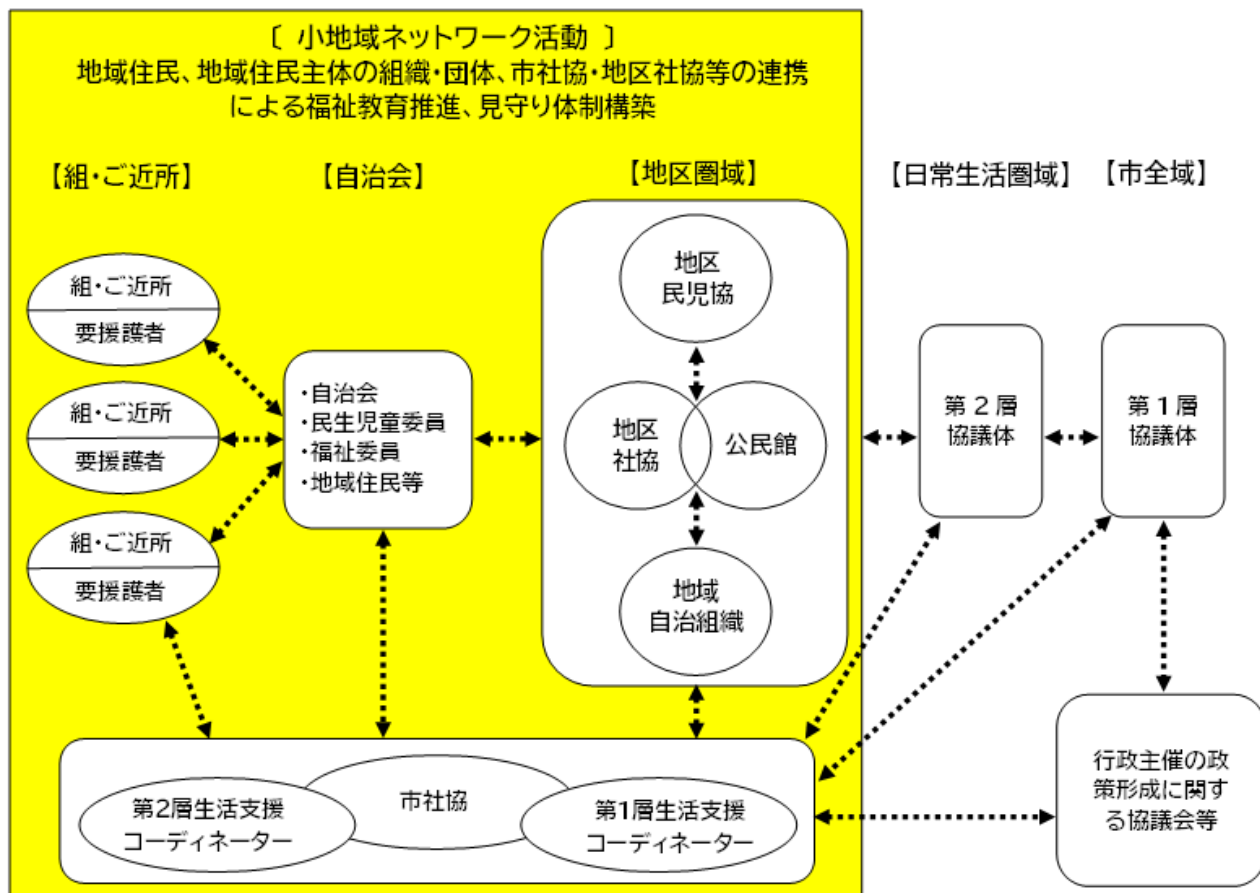 〔 小地域ネットワーク活動 〕
地域住民、地域住民主体の組織・団体、市社協・地区社協等の連携
による福祉教育推進、見守り体制構築
【組・ご近所】
【自治会】
【地区圏域】
【日常生活圏域】
【市全域】
組・ご近所
要援護者
組・ご近所
要援護者
組・ご近所
要援護者
・自治会
・民生児童委員
・福祉委員
・地域住民等
地区
民児協
地区
社協
公民館
地域
自治組織
第２層
協議体
第１層
協議体
第2層生活支援
コーディネーター
市社協
第1層生活支援
コーディネーター
行政主催の政
策形成に関す
る協議会等